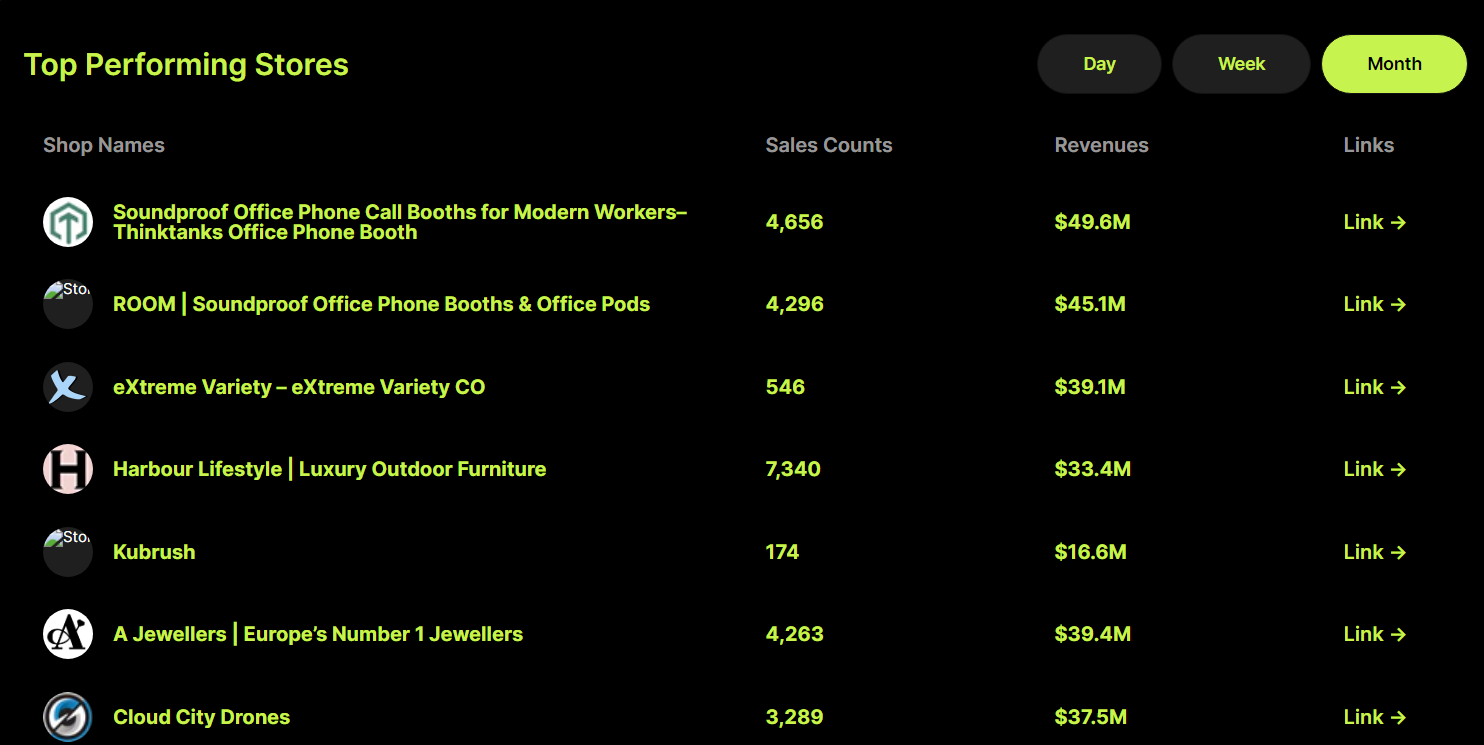 Top Performing Stores
Day Week Month
Shop Names Sales Counts Revenues Links
Soundproof Office Phone Call Booths for Modern Workers–
Thinktanks Office Phone Booth 4,656 $49.6M Link →
Stor
ROOM | Soundproof Office Phone Booths & Office Pods 4,296 $45.1M Link →
eXtreme Variety – eXtreme Variety CO 546 $39.1M Link →
H
Harbour Lifestyle | Luxury Outdoor Furniture 7,340 $33.4M Link →
Stor
Kubrush 174 $16.6M Link →
A Jewellers | Europe’s Number 1 Jewellers 4,263 $39.4M Link →
Cloud City Drones 3,289 $37.5M Link →